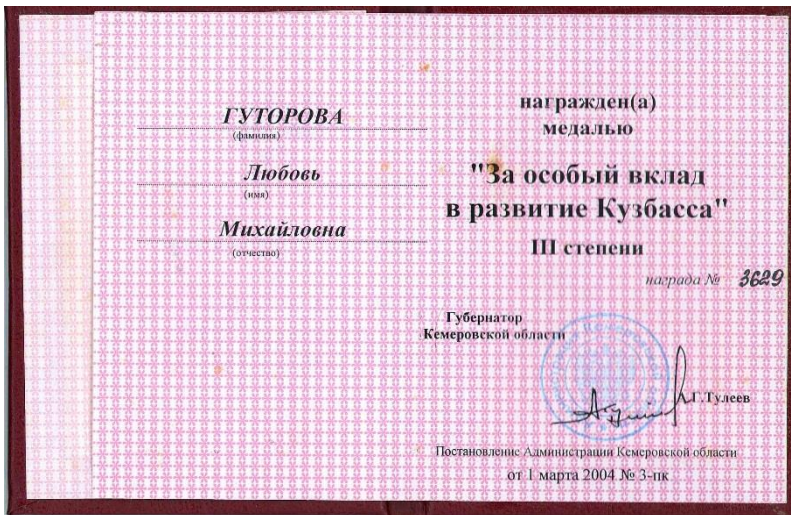 ГУТОРОВА
(фамилия)
Любовь
(имя)
Михайловна
(отчество)
награжден(а)
медалью
"За особый вклад
в развитие Кузбасса"
III степени
награда № 3629
Губернатор
Кемеровской области
А.Г.Тулеев
Постановление Администрации Кемеровской области
от 1 марта 2004 № 3-пк